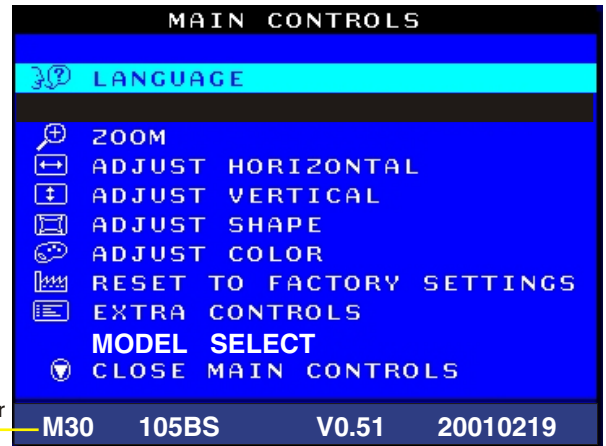 MAIN CONTROLS
LANGUAGE
ZOOM
ADJUST HORIZONTAL
ADJUST VERTICAL
ADJUST SHAPE
ADJUST COLOR
RESET TO FACTORY SETTINGS
EXTRA CONTROLS
MODEL SELECT
CLOSE MAIN CONTROLS
M30 105BS V0.51 20010219